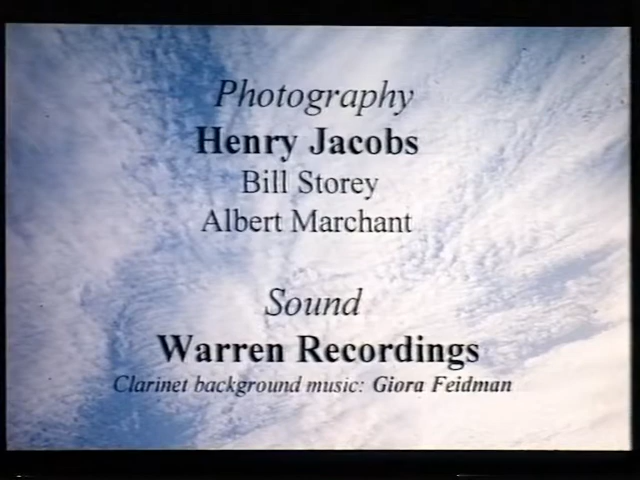 Photography
Henry Jacobs
Bill Storey
Albert Marchant
Sound
Warren Recordings
Clarinet background music: Giora Feidman